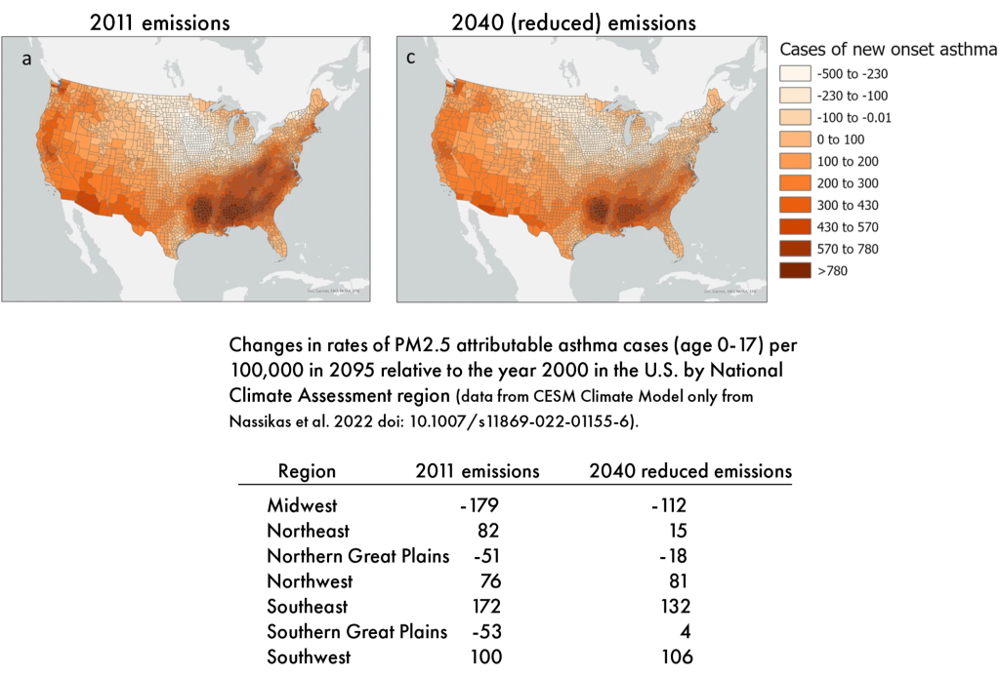 2011 emissions
2040 (reduced) emissions
a
c
Cases of new onset asthma
-500 to -230
-230 to -100
-100 to -0.01
0 to 100
100 to 200
200 to 300
300 to 430
430 to 570
570 to 780
>780
Changes in rates of PM2.5 attributable asthma cases (age 0-17) per
100,000 in 2095 relative to the year 2000 in the U.S. by National
Climate Assessment region (data from CESM Climate Model only from
Nassikas et al. 2022 doi: 10.1007/s11869-022-01155-6).
Region 2011 emissions 2040 reduced emissions
Midwest -179 -112
Northeast 82 15
Northern Great Plains -51 -18
Northwest 76 81
Southeast 172 132
Southern Great Plains -53 4
Southwest 100 106